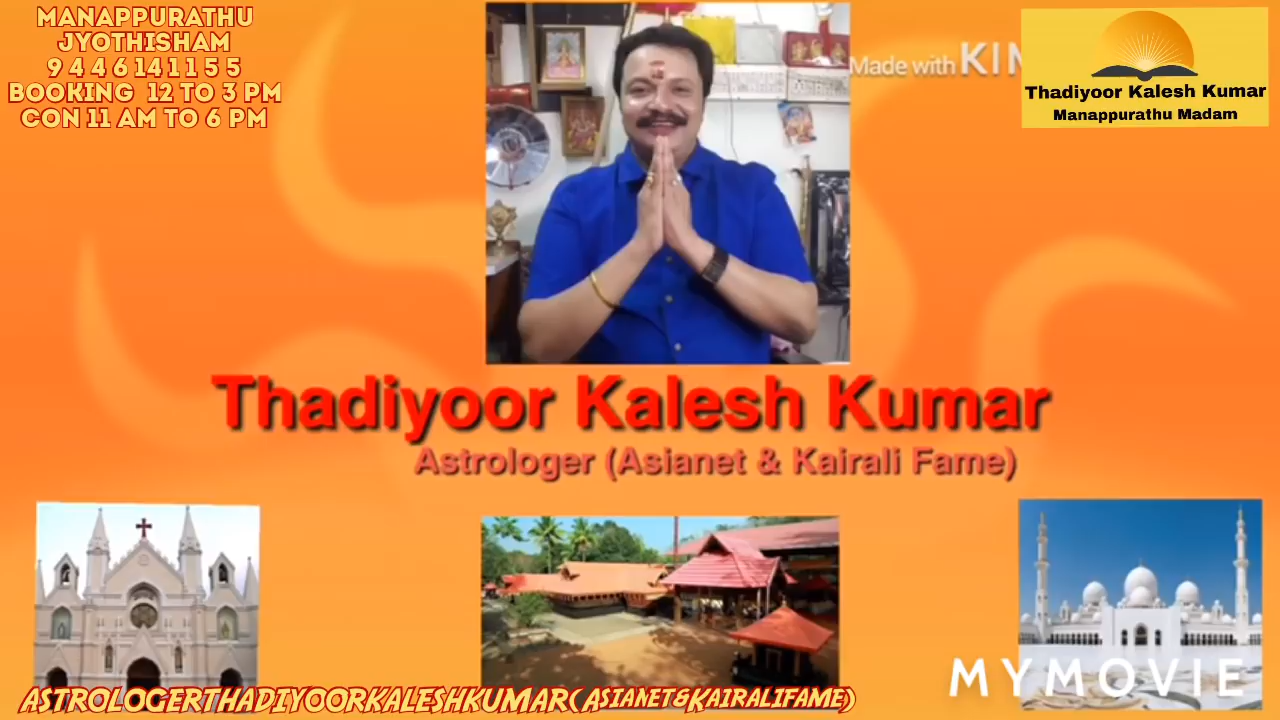 MANAPPURATHU
JYOTHISHAM
9 4 4 6 14 1 1 5 5
BOOKING 12 TO 3 PM
CON 11 AM TO 6 PM
Made with KIN
Thadiyoor Kalesh Kumar
Manappurathu Madam
Thadiyoor Kalesh Kumar
Astrologer (Asianet & Kairali Fame)
MYMOVIE
ASTROLOGERTHADIYOORKALESHKUMAR(ASIANET&KAIRALIFAME)